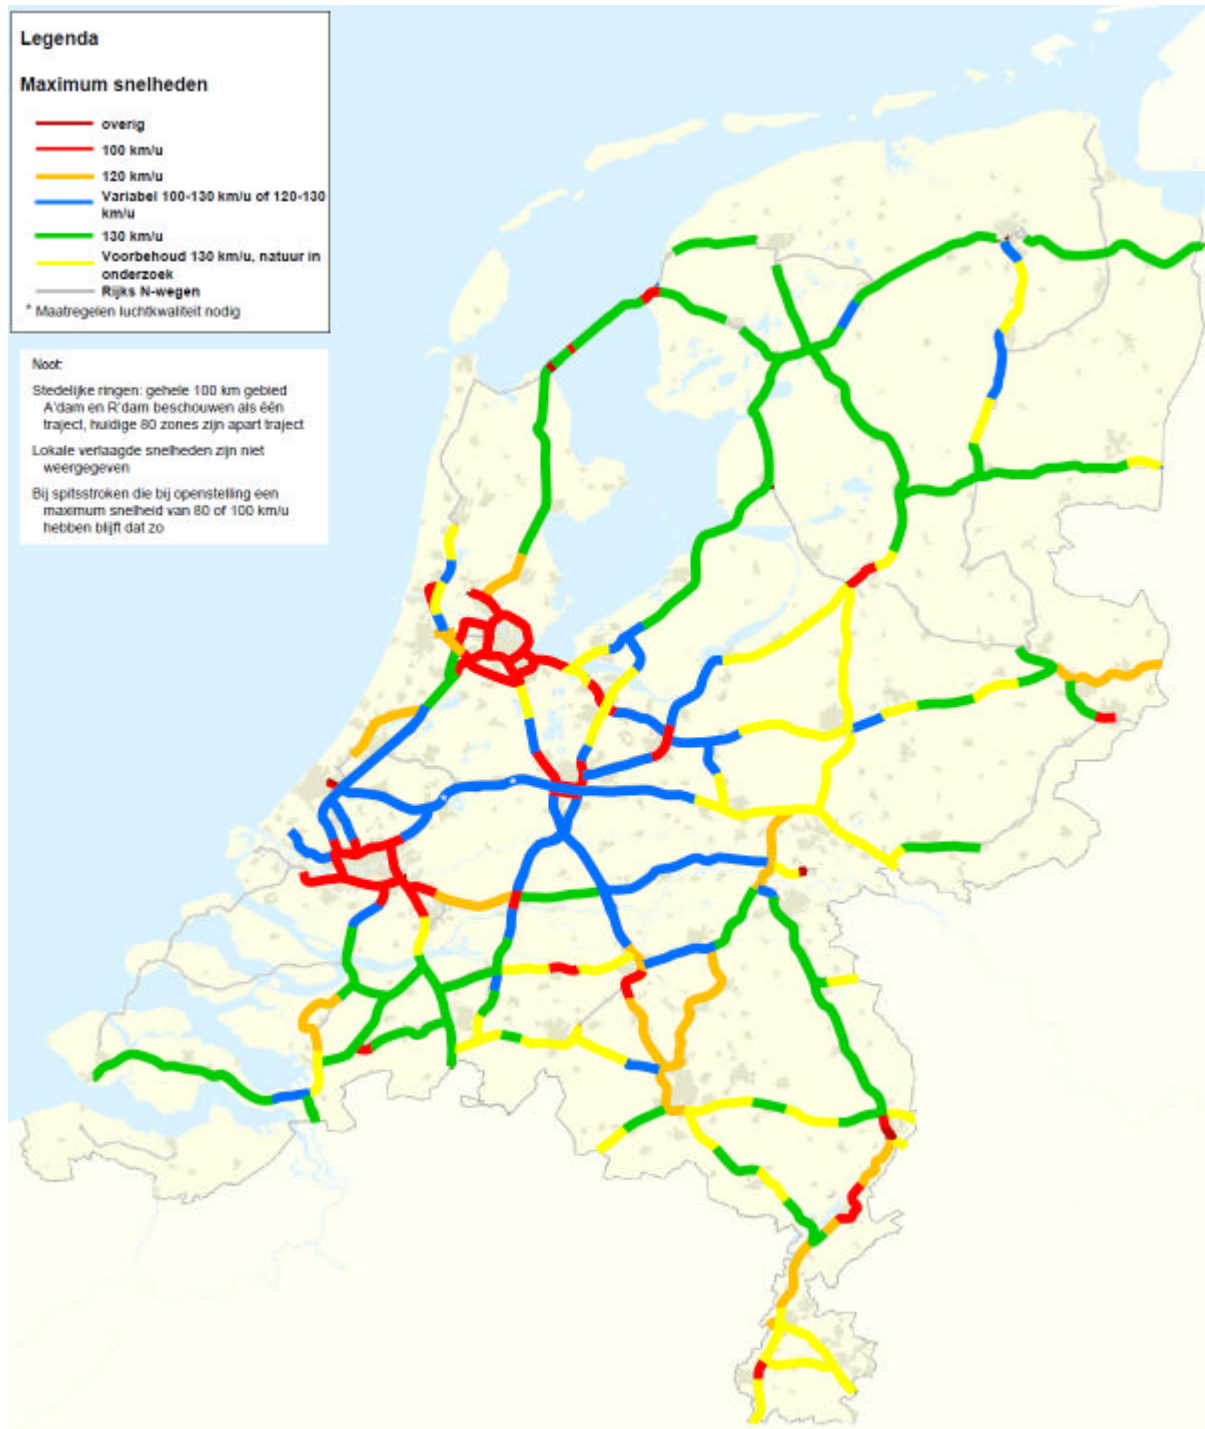 Legenda
Maximum snelheden
overig
100 km/u
120 km/u
Variabel 100-130 km/u of 120-130
km/u
130 km/u
Voorbehoud 130 km/u, natuur in
onderzoek
Rijks N-wegen
* Maatregelen luchtkwaliteit nodig
Noot:
Stedelijke ringen: gehele 100 km gebied
A'dam en R'dam beschouwen als één
traject, huidige 80 zones zijn apart traject
Lokale verlaagde snelheden zijn niet
weergegeven
Bij spitsstroken die bij openstelling een
maximum snelheid van 80 of 100 km/u
hebben blijft dat zo